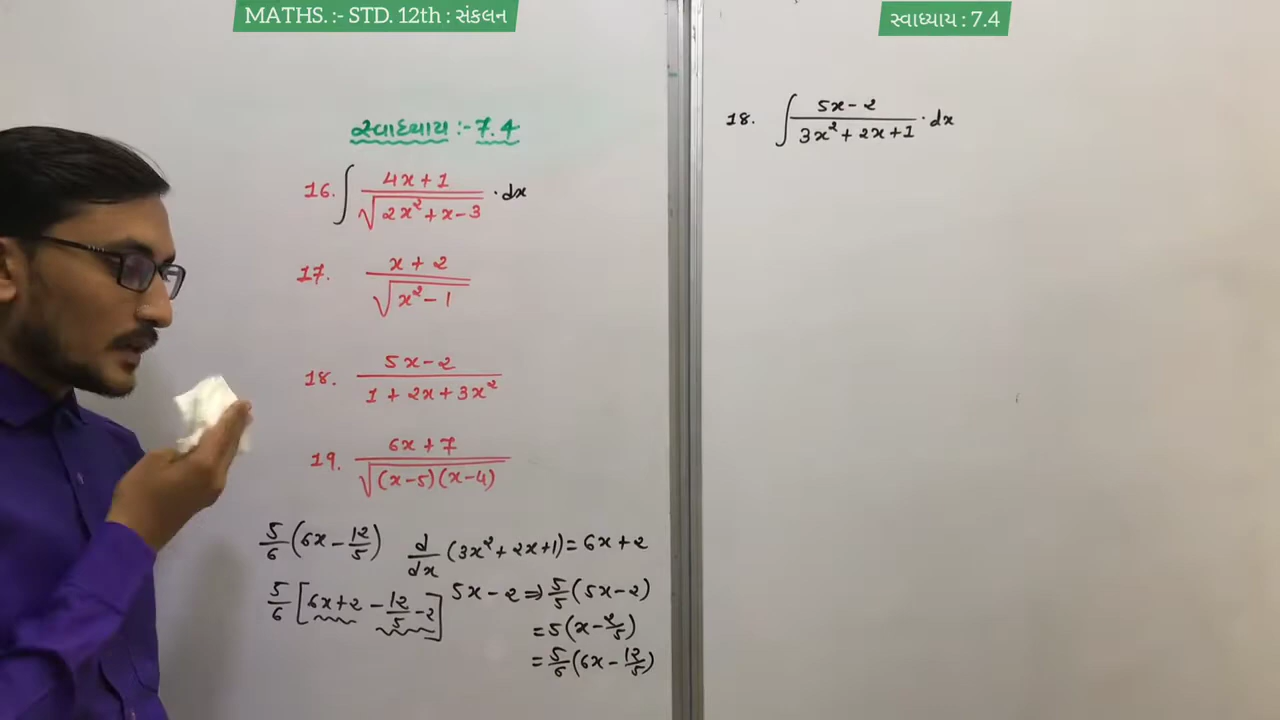 MATHS. :- STD. 12th : સંકલન
સ્વાધ્યાય : 7.4
સ્વાધ્યાય :- 7.4
16. ∫ (4x+1)/√(2x²+x-3) · dx
17. (x+2)/√(x²-1)
18. (5x-2)/(1+2x+3x²)
19. (6x+7)/√((x-5)(x-4))
5/6 (6x - 12/5)
d/dx (3x²+2x+1) = 6x+2
5/6 [6x+2 - 12/5 - 2]
5x-2 ⇒ 5/5 (5x-2)
= 5(x - 2/5)
= 5/6 (6x - 12/5)
18. ∫ (5x-2)/(3x²+2x+1) · dx